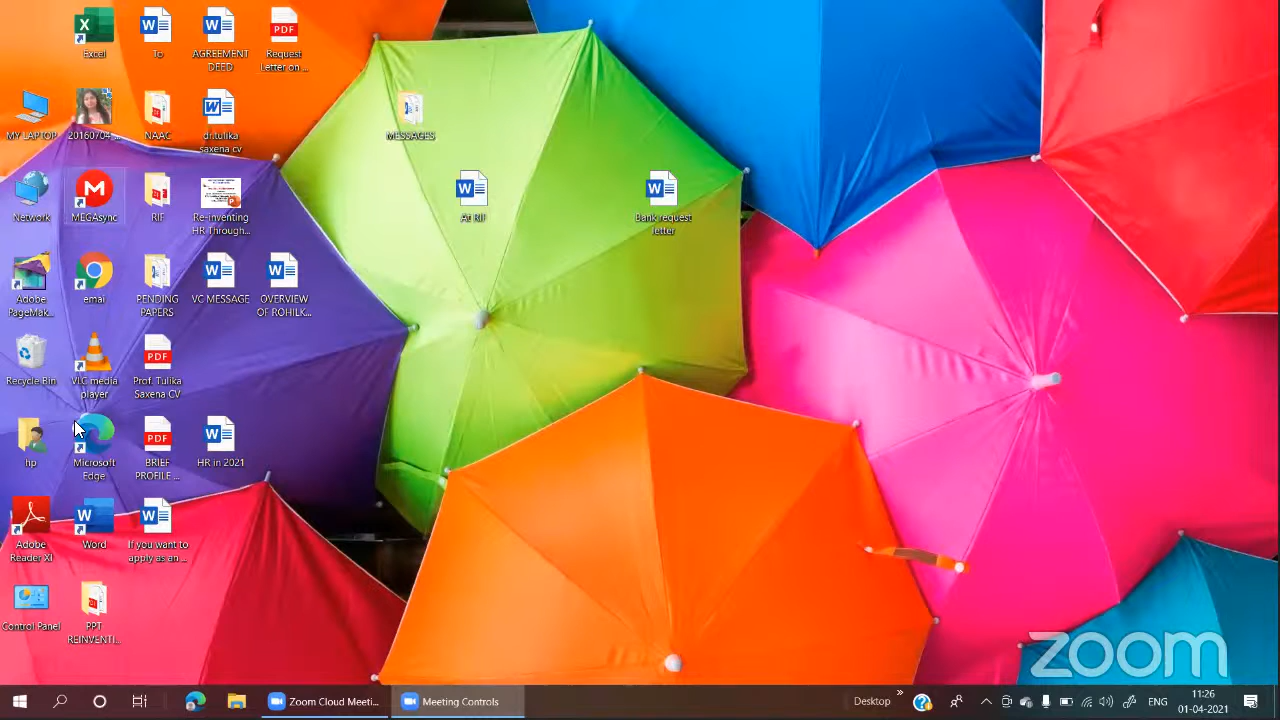 Excel
To
AGREEMENT
DEED
Request
Letter on ...
MY LAPTOP
20160704_...
NAAC
dr.tulika
saxena cv
MESSAGES
Network
MEGAsync
RIF
Re-inventing
HR Through...
At RIF
Bank request
letter
Adobe
PageMak...
emai
PENDING
PAPERS
VC MESSAGE
OVERVIEW
OF ROHILK...
Recycle Bin
VLC media
player
Prof. Tulika
Saxena CV
hp
Microsoft
Edge
BRIEF
PROFILE ...
HR in 2021
Adobe
Reader XI
Word
If you want to
apply as an ...
Control Panel
PPT
REINVENTI...
zoom
Zoom Cloud Meeti...
Meeting Controls
Desktop
ENG
11:26
01-04-2021